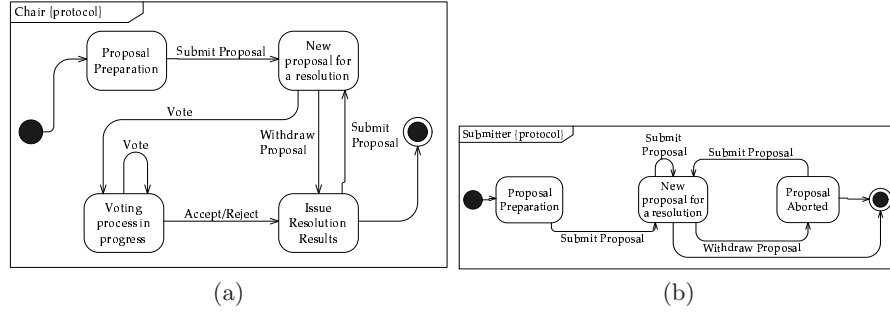 Chair {protocol}
Proposal
Preparation
Submit Proposal
New
proposal for
a resolution
Vote
Vote
Withdraw
Proposal
Submit
Proposal
Voting
process in
progress
Accept/Reject
Issue
Resolution
Results
(a)
Submitter {protocol}
Submit
Proposal
Submit Proposal
Proposal
Preparation
New
proposal for
a resolution
Proposal
Aborted
Submit Proposal
Withdraw Proposal
(b)